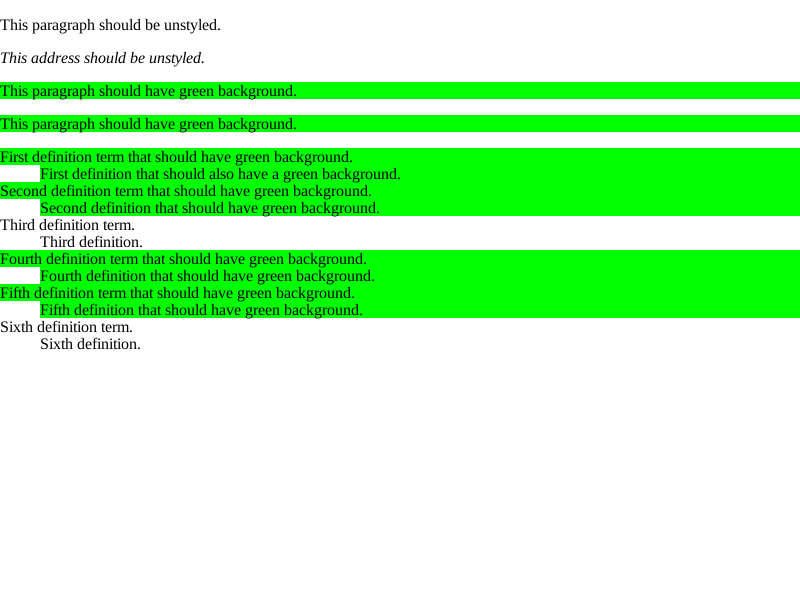 This paragraph should be unstyled.
This address should be unstyled.
This paragraph should have green background.
This paragraph should have green background.
First definition term that should have green background.
First definition that should also have a green background.
Second definition term that should have green background.
Second definition that should have green background.
Third definition term.
Third definition.
Fourth definition term that should have green background.
Fourth definition that should have green background.
Fifth definition term that should have green background.
Fifth definition that should have green background.
Sixth definition term.
Sixth definition.